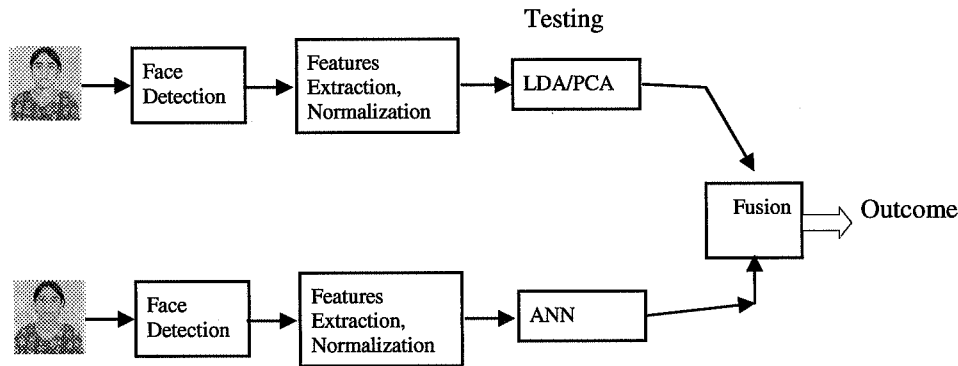 Testing
Face
Detection
Features
Extraction,
Normalization
LDA/PCA
Fusion
Outcome
Face
Detection
Features
Extraction,
Normalization
ANN